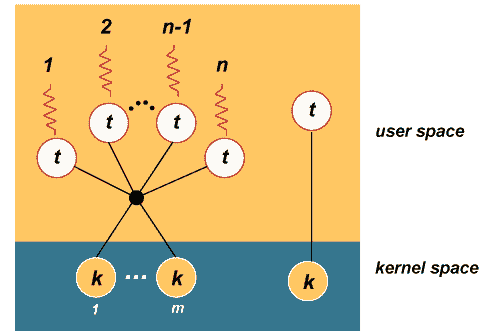 2 n-1
1 n
t t t
user space
t t
kernel space
k ... k k
1 m